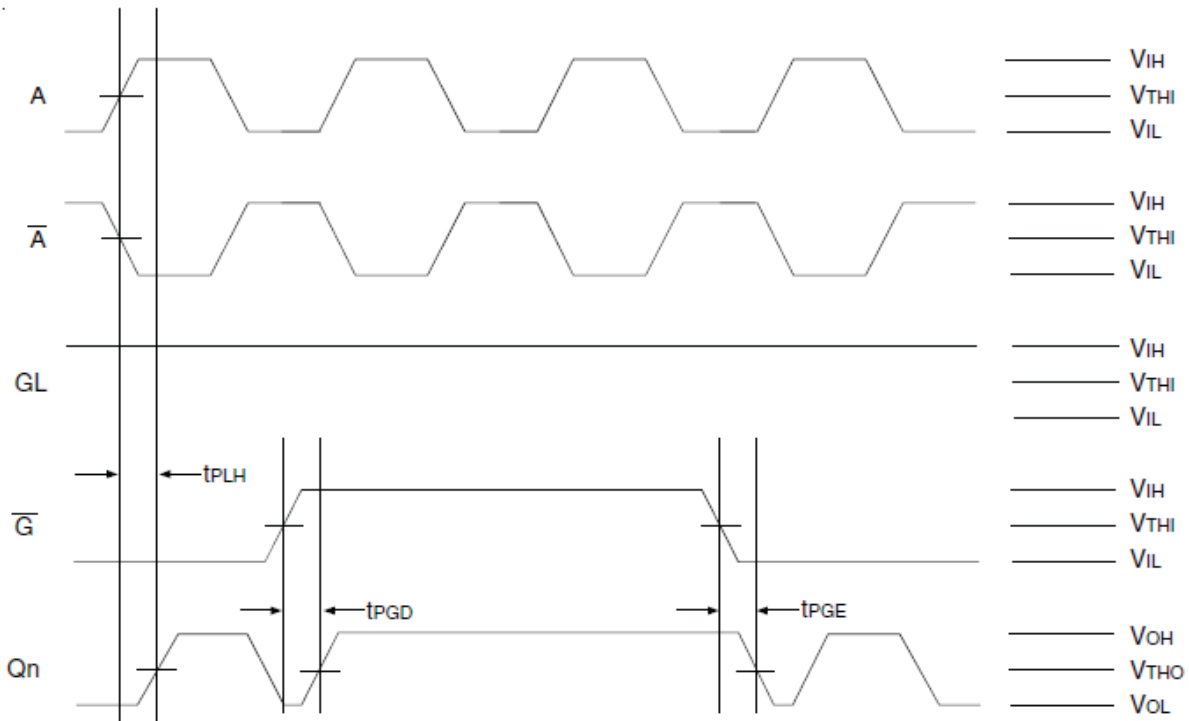 A
VIH
VTHI
VIL
A
VIH
VTHI
VIL
GL
VIH
VTHI
VIL
tPLH
G
VIH
VTHI
VIL
tPGD
tPGE
Qn
VOH
VTHO
VOL